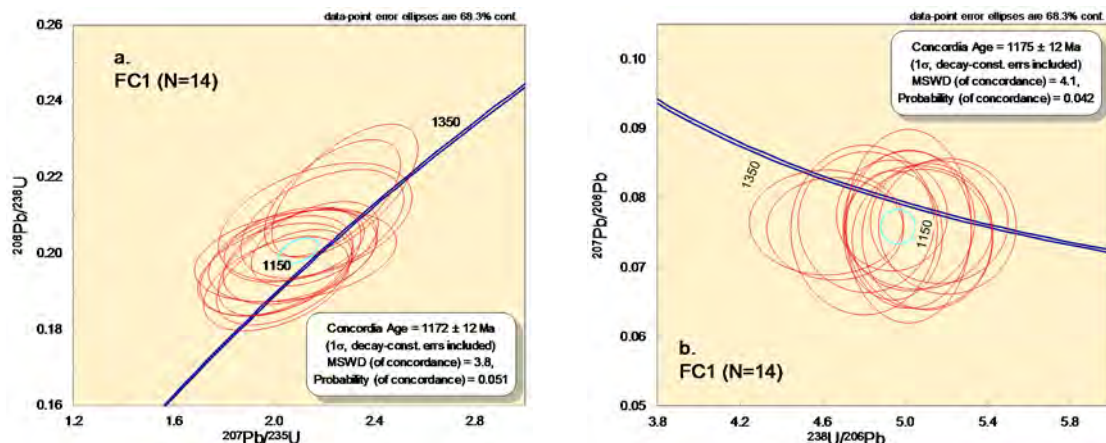 data-point error ellipses are 68.3% conf.
0.26
a.
FC1 (N=14)
0.24
1350
0.22
206Pb/238U
0.20
1150
0.18
Concordia Age = 1172 ± 12 Ma
(1σ, decay-const. errs included)
MSWD (of concordance) = 3.8,
Probability (of concordance) = 0.051
0.16
1.2
1.6
2.0
2.4
2.8
207Pb/235U
data-point error ellipses are 68.3% conf.
0.10
Concordia Age = 1175 ± 12 Ma
(1σ, decay-const. errs included)
MSWD (of concordance) = 4.1,
Probability (of concordance) = 0.042
0.09
1350
0.08
207Pb/206Pb
1150
0.07
0.06
b.
FC1 (N=14)
0.05
3.8
4.2
4.6
5.0
5.4
5.8
238U/206Pb